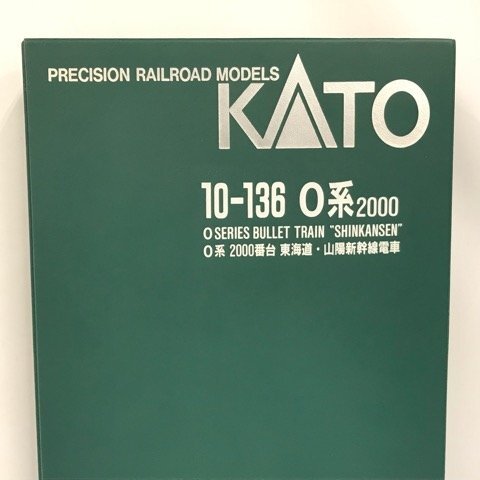 PRECISION RAILROAD MODELS
KATO
10-136 0系2000
0 SERIES BULLET TRAIN "SHINKANSEN"
0系 2000番台 東海道・山陽新幹線電車